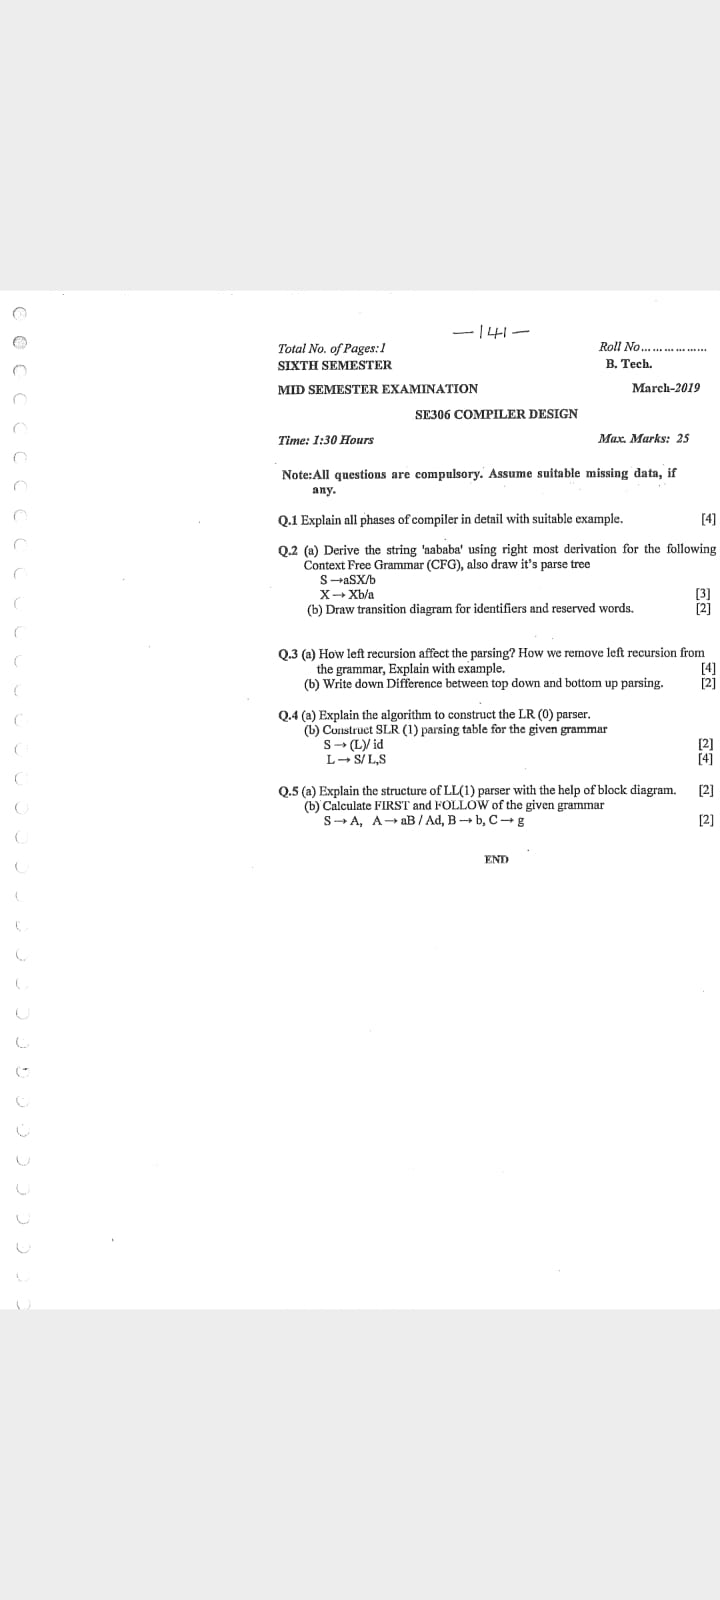 —141—
Total No. of Pages:1 Roll No..................
SIXTH SEMESTER B. Tech.
MID SEMESTER EXAMINATION March-2019
SE306 COMPILER DESIGN
Time: 1:30 Hours Max. Marks: 25
Note:All questions are compulsory. Assume suitable missing data, if
any.
Q.1 Explain all phases of compiler in detail with suitable example. [4]
Q.2 (a) Derive the string 'aababa' using right most derivation for the following
Context Free Grammar (CFG), also draw it's parse tree
S→aSX/b
X→Xb/a [3]
(b) Draw transition diagram for identifiers and reserved words. [2]
Q.3 (a) How left recursion affect the parsing? How we remove left recursion from
the grammar, Explain with example. [4]
(b) Write down Difference between top down and bottom up parsing. [2]
Q.4 (a) Explain the algorithm to construct the LR (0) parser.
(b) Construct SLR (1) parsing table for the given grammar
S→ (L)/ id [2]
L→ S/ L,S [4]
Q.5 (a) Explain the structure of LL(1) parser with the help of block diagram. [2]
(b) Calculate FIRST and FOLLOW of the given grammar
S→ A, A→ aB / Ad, B→ b, C→ g [2]
END